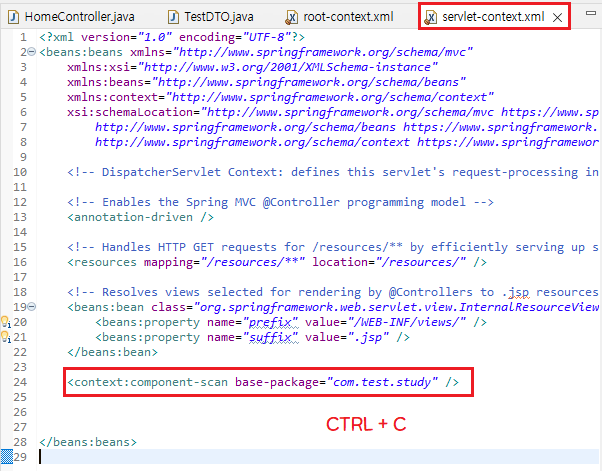 HomeController.java TestDTO.java root-context.xml servlet-context.xml
1 <?xml version="1.0" encoding="UTF-8"?>
2 <beans:beans xmlns="http://www.springframework.org/schema/mvc"
3 xmlns:xsi="http://www.w3.org/2001/XMLSchema-instance"
4 xmlns:beans="http://www.springframework.org/schema/beans"
5 xmlns:context="http://www.springframework.org/schema/context"
6 xsi:schemaLocation="http://www.springframework.org/schema/mvc https://www.sp
7 http://www.springframework.org/schema/beans https://www.springframework.
8 http://www.springframework.org/schema/context https://www.springframewor
9
10 <!-- DispatcherServlet Context: defines this servlet's request-processing in
11
12 <!-- Enables the Spring MVC @Controller programming model -->
13 <annotation-driven />
14
15 <!-- Handles HTTP GET requests for /resources/** by efficiently serving up s
16 <resources mapping="/resources/**" location="/resources/" />
17
18 <!-- Resolves views selected for rendering by @Controllers to .jsp resources
19 <beans:bean class="org.springframework.web.servlet.view.InternalResourceView
20 <beans:property name="prefix" value="/WEB-INF/views/" />
21 <beans:property name="suffix" value=".jsp" />
22 </beans:bean>
23
24 <context:component-scan base-package="com.test.study" />
25
26
CTRL + C
27
28 </beans:beans>
29